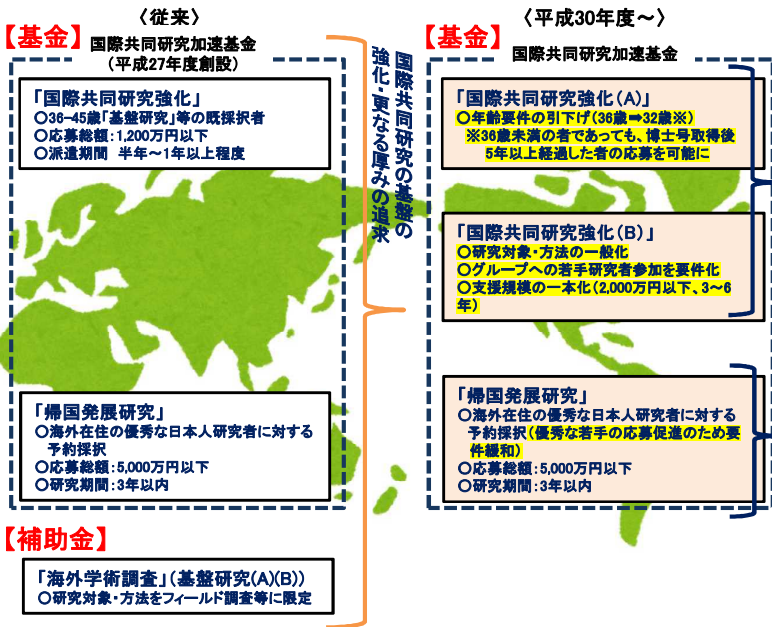 〈従来〉
【基金】
国際共同研究加速基金
(平成27年度創設)
「国際共同研究強化」
○36-45歳「基盤研究」等の既採択者
○応募総額:1,200万円以下
○派遣期間 半年~1年以上程度
「帰国発展研究」
○海外在住の優秀な日本人研究者に対する
予約採択
○応募総額:5,000万円以下
○研究期間:3年以内
【補助金】
「海外学術調査」(基盤研究(A)(B))
○研究対象・方法をフィールド調査等に限定
国際共同研究の基盤の
強化・更なる厚みの追求
〈平成30年度~〉
【基金】
国際共同研究加速基金
「国際共同研究強化(A)」
○年齢要件の引下げ(36歳➡32歳※)
※36歳未満の者であっても、博士号取得後
5年以上経過した者の応募を可能に
「国際共同研究強化(B)」
○研究対象・方法の一般化
○グループへの若手研究者参加を要件化
○支援規模の一本化(2,000万円以下、3~6
年)
「帰国発展研究」
○海外在住の優秀な日本人研究者に対する
予約採択(優秀な若手の応募促進のため要
件緩和)
○応募総額:5,000万円以下
○研究期間:3年以内